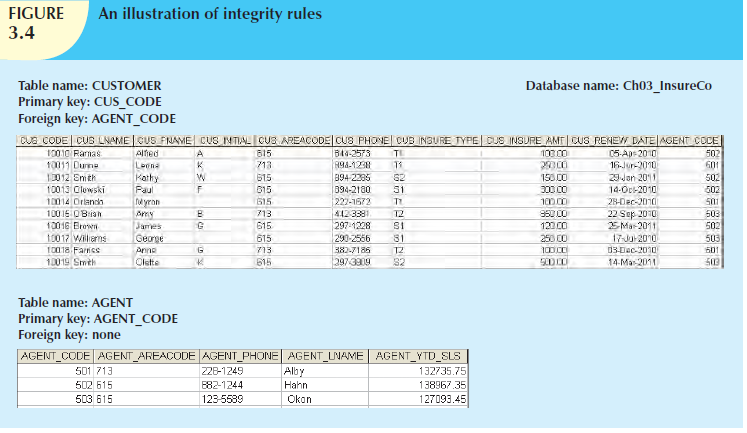 FIGURE 3.4
An illustration of integrity rules
Table name: CUSTOMER
Database name: Ch03_InsureCo
Primary key: CUS_CODE
Foreign key: AGENT_CODE
CUS_CODE CUS_LNAME CUS_FNAME CUS_INITIAL CUS_AREACODE CUS_PHONE CUS_INSURE_TYPE CUS_INSURE_AMT CUS_RENEW_DATE AGENT_CODE
10010 Ramas Alfred A 615 844-2573 T1 100.00 05-Apr-2010 502
10011 Dunne Leona K 713 894-1238 T1 250.00 16-Jun-2010 501
10012 Smith Kathy W 615 894-2285 S2 150.00 29-Jan-2011 502
10013 Olowski Paul F 615 894-2180 S1 300.00 14-Oct-2010 502
10014 Orlando Myron 615 222-1672 T1 100.00 28-Dec-2010 501
10015 O'Brian Amy B 713 442-3381 T2 850.00 22-Sep-2010 503
10016 Brown James G 615 297-1228 S1 120.00 25-Mar-2011 502
10017 Williams George 615 290-2556 S1 250.00 17-Jul-2010 503
10018 Farriss Anne G 713 382-7185 T2 100.00 03-Dec-2010 501
10019 Smith Olette K 615 297-3809 S2 500.00 14-Mar-2011 503
Table name: AGENT
Primary key: AGENT_CODE
Foreign key: none
AGENT_CODE AGENT_AREACODE AGENT_PHONE AGENT_LNAME AGENT_YTD_SLS
501 713 228-1249 Alby 132735.75
502 615 882-1244 Hahn 138967.35
503 615 123-5589 Okon 127093.45